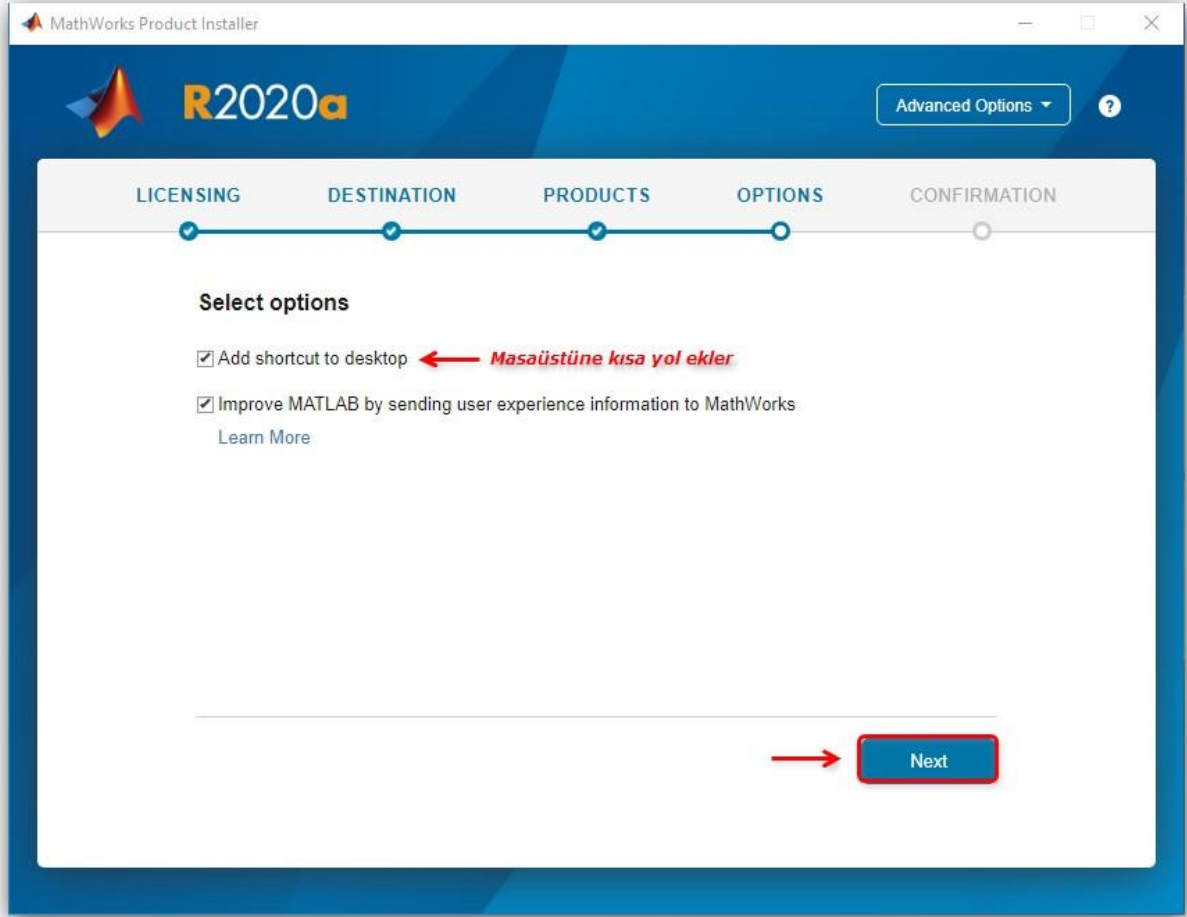 MathWorks Product Installer
R2020a
Advanced Options
?
LICENSING DESTINATION PRODUCTS OPTIONS CONFIRMATION
Select options
Add shortcut to desktop Masaüstüne kısa yol ekler
Improve MATLAB by sending user experience information to MathWorks
Learn More
Next